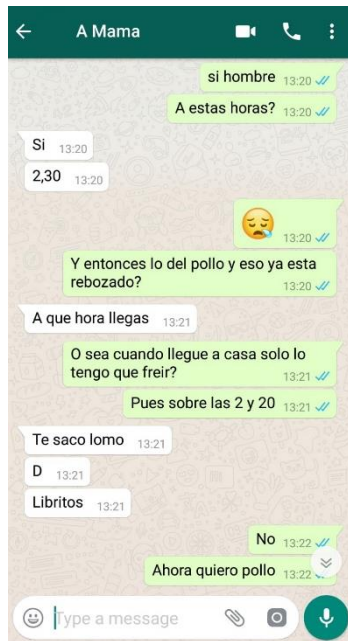 A Mama
si hombre 13:20
A estas horas? 13:20
Si 13:20
2,30 13:20
13:20
Y entonces lo del pollo y eso ya esta
rebozado? 13:20
A que hora llegas 13:21
O sea cuando llegue a casa solo lo
tengo que freir? 13:21
Pues sobre las 2 y 20 13:21
Te saco lomo 13:21
D 13:21
Libritos 13:21
No 13:22
Ahora quiero pollo 13:22
Type a message